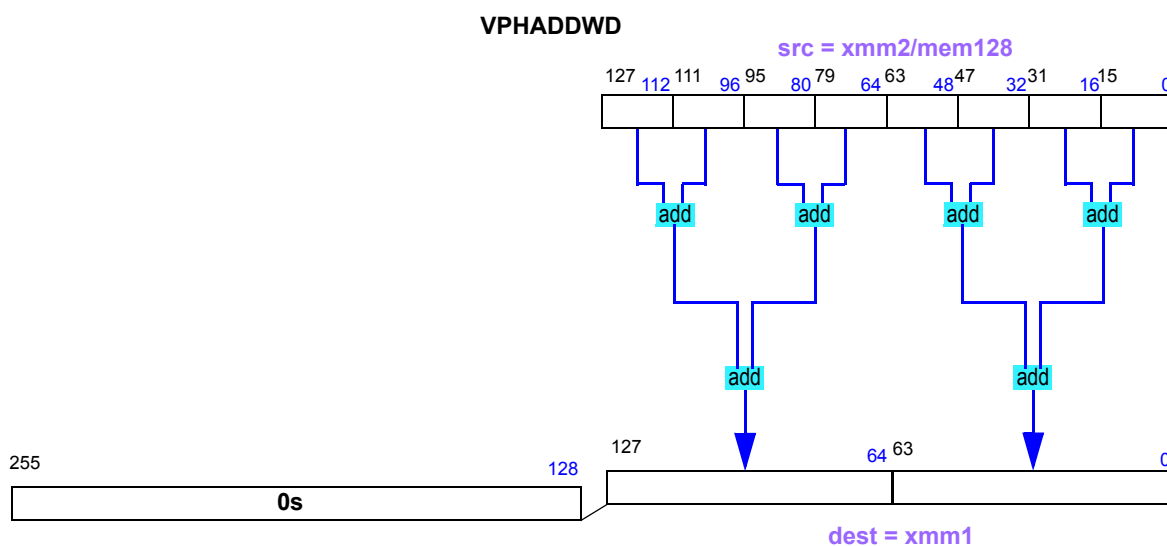 VPHADDWD
src = xmm2/mem128
127 112 111 96 95 80 79 64 63 48 47 32 31 16 15 0
add add add add
add add
255 128 127 64 63 0
0s
dest = xmm1